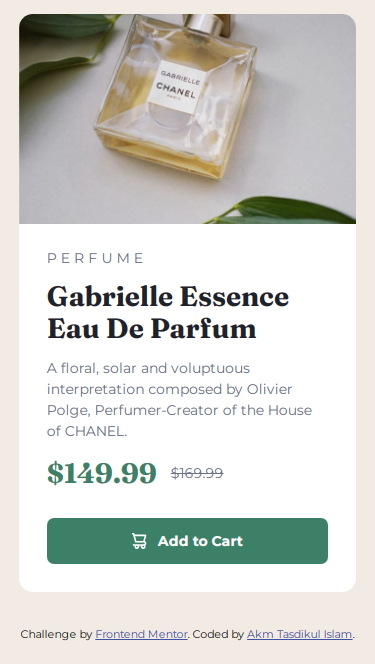 GABRIELLE
CHANEL
PARIS
PERFUME
Gabrielle Essence
Eau De Parfum
A floral, solar and voluptuous
interpretation composed by Olivier
Polge, Perfumer-Creator of the House
of CHANEL.
$149.99 $169.99
Add to Cart
Challenge by Frontend Mentor. Coded by Akm Tasdikul Islam.